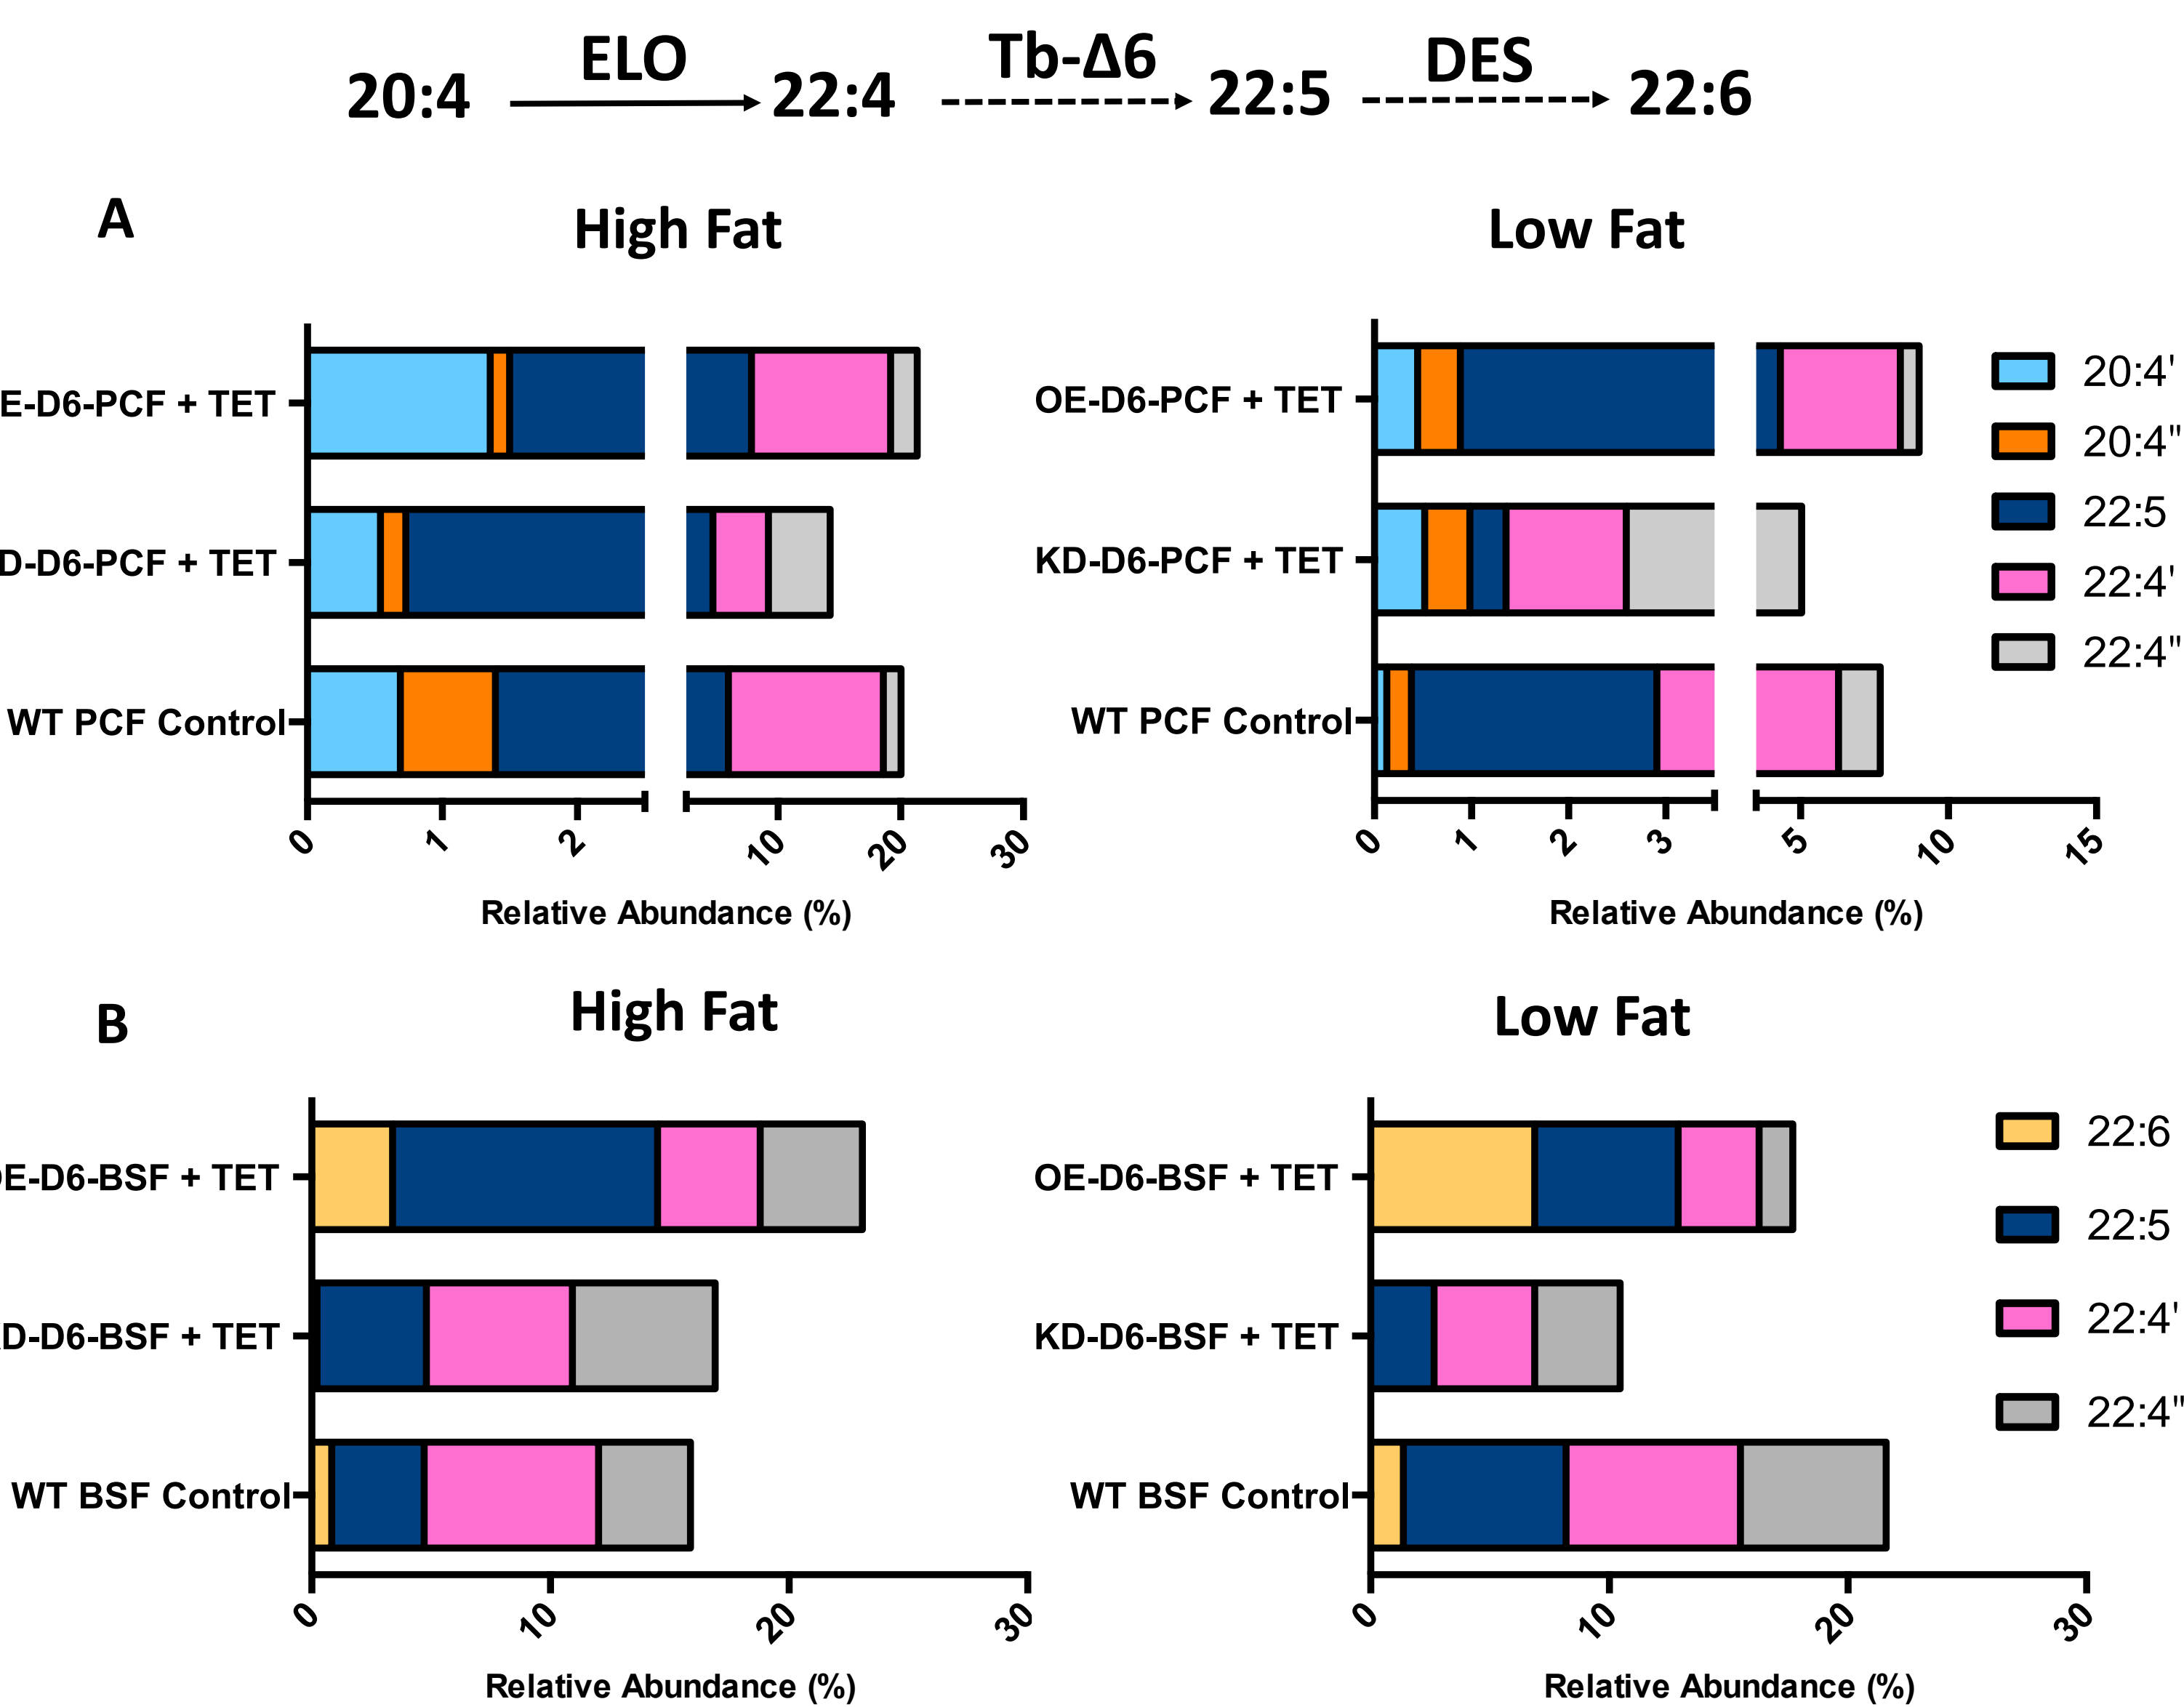 ELO Tb-Δ6 DES
20:4 22:4 22:5 22:6
A High Fat Low Fat
E-D6-PCF + TET
D-D6-PCF + TET
WT PCF Control
0 1 2 10 20 30
Relative Abundance (%)
OE-D6-PCF + TET
KD-D6-PCF + TET
WT PCF Control
0 1 2 3 5 10 15
Relative Abundance (%)
20:4'
20:4"
22:5
22:4'
22:4"
B High Fat Low Fat
OE-D6-BSF + TET
D-D6-BSF + TET
WT BSF Control
0 10 20 30
Relative Abundance (%)
OE-D6-BSF + TET
KD-D6-BSF + TET
WT BSF Control
0 10 20 30
Relative Abundance (%)
22:6
22:5
22:4'
22:4"